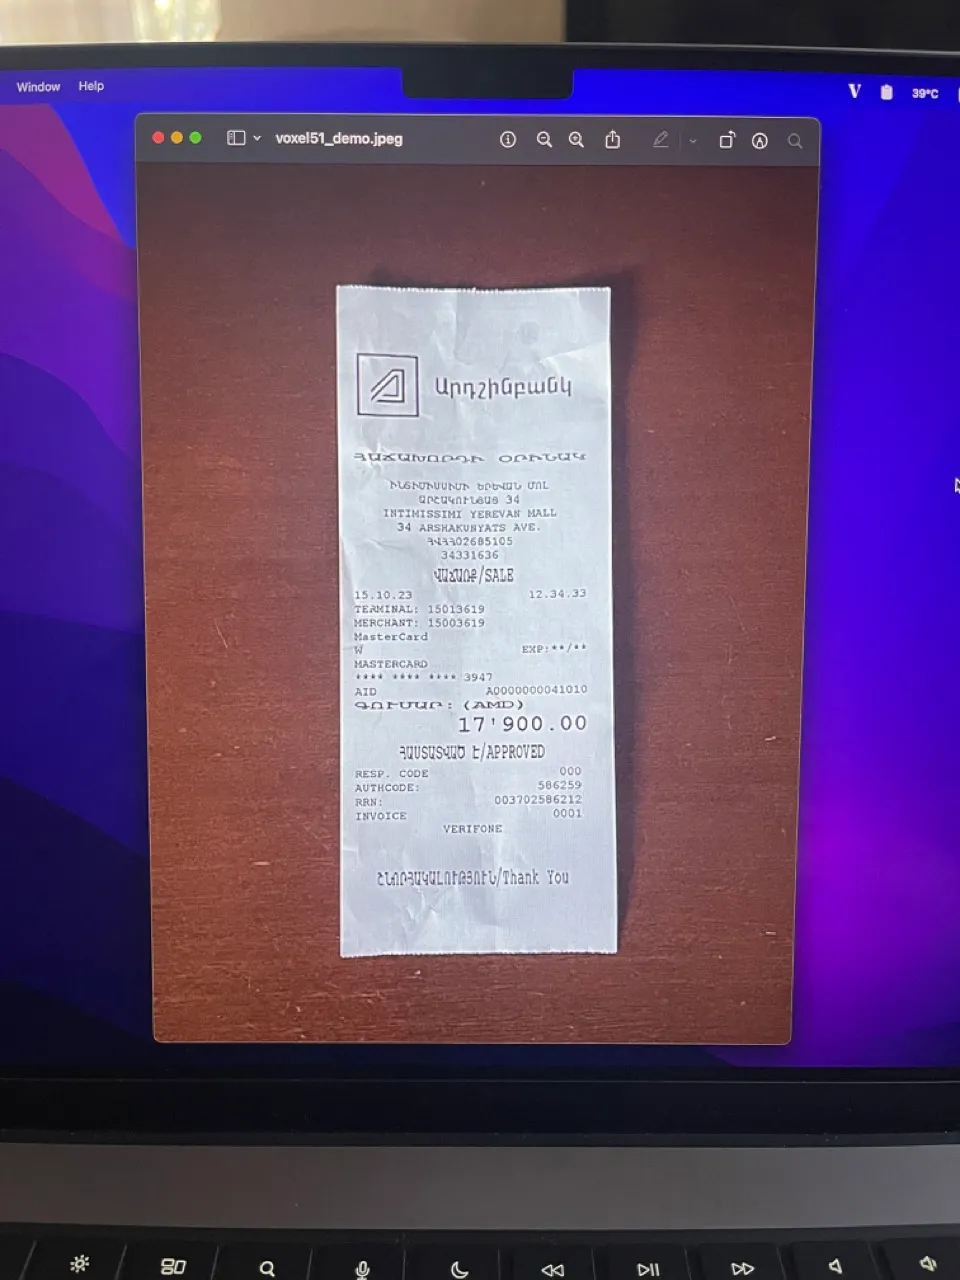 Window Help
V 39°C
voxel51_demo.jpeg
Արդշինբանկ
ՀԱՃԱԽՈՐԴԻ ՕՐԻՆԱԿ
ԻՆՏԻՄԻՍՍԻՄԻ ԵՐԵՎԱՆ ՄՈԼ
ԱՐՇԱԿՈՒՆՅԱՑ 34
INTIMISSIMI YEREVAN MALL
34 ARSHAKUNYATS AVE.
ՀՎՀՀ02685105
34331636
ՎԱՃԱՌՔ/SALE
15.10.23 12.34.33
TERMINAL: 15013619
MERCHANT: 15003619
MasterCard
W EXP:**/**
MASTERCARD
**** **** **** 3947
AID A0000000041010
ԳՈՒՄԱՐ: (AMD)
17'900.00
ՀԱՍՏԱՏՎԱԾ Է/APPROVED
RESP. CODE 000
AUTHCODE: 586259
RRN: 003702586212
INVOICE 0001
VERIFONE
ՇՆՈՐՀԱԿԱԼՈՒԹՅՈՒՆ/Thank You